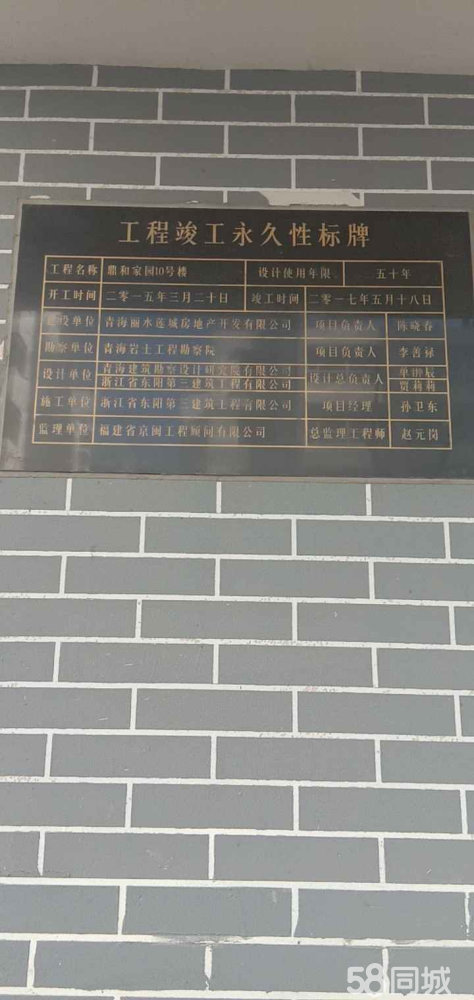 工程竣工永久性标牌
工程名称 鼎和家园10号楼 设计使用年限 五十年
开工时间 二零一五年三月二十日 竣工时间 二零一七年五月十八日
建设单位 青海丽水莲城房地产开发有限公司 项目负责人 陈晓春
勘察单位 青海岩土工程勘察院 项目负责人 李善禄
设计单位 青海建筑勘察设计研究院有限公司 设计总负责人
浙江省东阳第三建筑工程有限公司 贾莉莉
施工单位 浙江省东阳第三建筑工程有限公司 项目经理 孙卫东
监理单位 福建省京闽工程顾问有限公司 总监理工程师 赵元岗
58同城